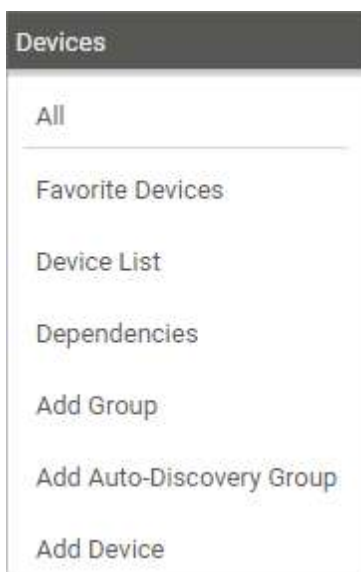 Devices
All
Favorite Devices
Device List
Dependencies
Add Group
Add Auto-Discovery Group
Add Device